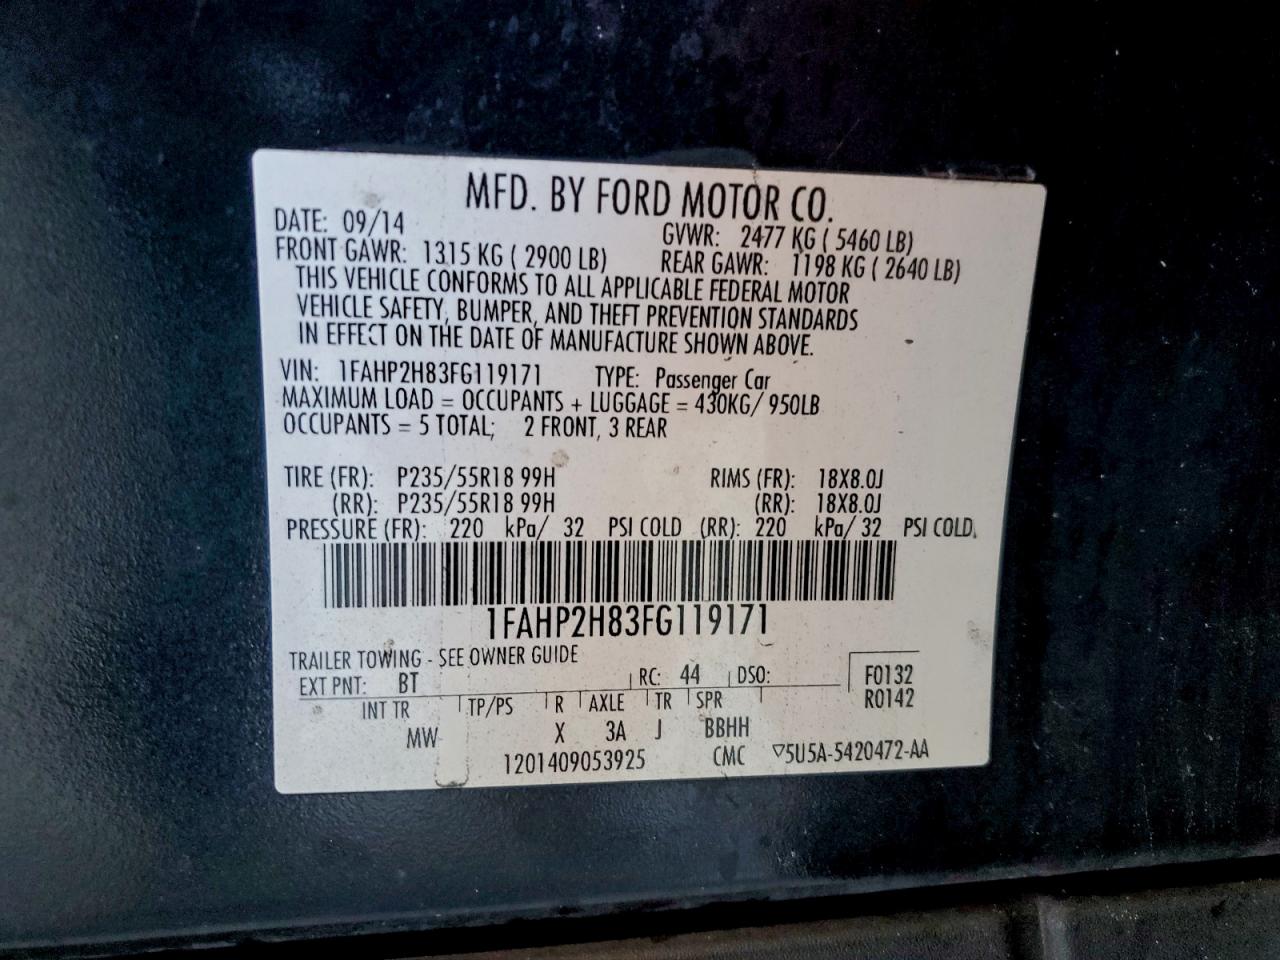 MFD. BY FORD MOTOR CO.
DATE: 09/14 GVWR: 2477 KG ( 5460 LB)
FRONT GAWR: 1315 KG ( 2900 LB) REAR GAWR: 1198 KG ( 2640 LB)
THIS VEHICLE CONFORMS TO ALL APPLICABLE FEDERAL MOTOR
VEHICLE SAFETY, BUMPER, AND THEFT PREVENTION STANDARDS
IN EFFECT ON THE DATE OF MANUFACTURE SHOWN ABOVE.
VIN: 1FAHP2H83FG119171 TYPE: Passenger Car
MAXIMUM LOAD = OCCUPANTS + LUGGAGE = 430KG/ 950LB
OCCUPANTS = 5 TOTAL; 2 FRONT, 3 REAR
TIRE (FR): P235/55R18 99H RIMS (FR): 18X8.0J
(RR): P235/55R18 99H (RR): 18X8.0J
PRESSURE (FR): 220 kPa/ 32 PSI COLD (RR): 220 kPa/ 32 PSI COLD
1FAHP2H83FG119171
TRAILER TOWING - SEE OWNER GUIDE
EXT PNT: BT RC: 44 DSO: F0132
INT TR TP/PS R AXLE TR SPR R0142
MW X 3A J BBHH
1201409053925 CMC ▽5U5A-5420472-AA